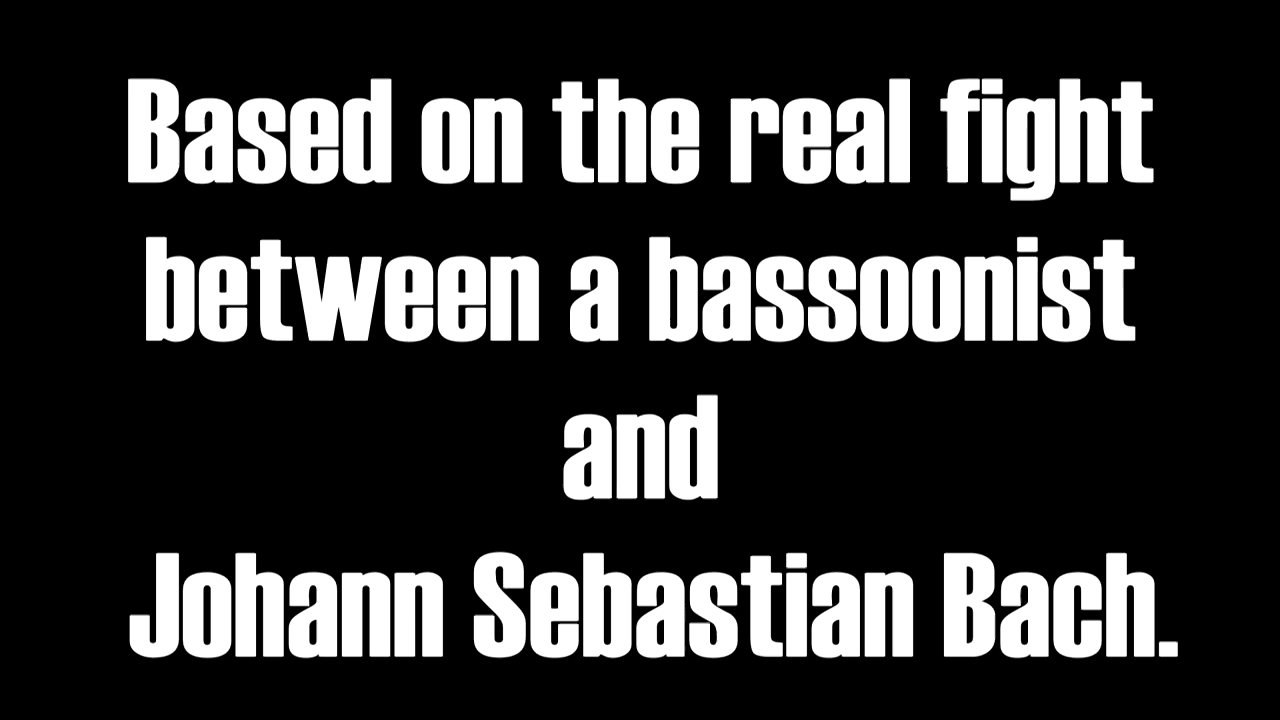 Based on the real fight
between a bassoonist
and
Johann Sebastian Bach.